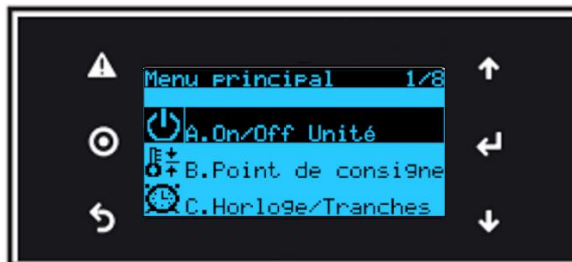 Menu principal 1/8
A.On/Off Unité
B.Point de consigne
C.Horloge/Tranches